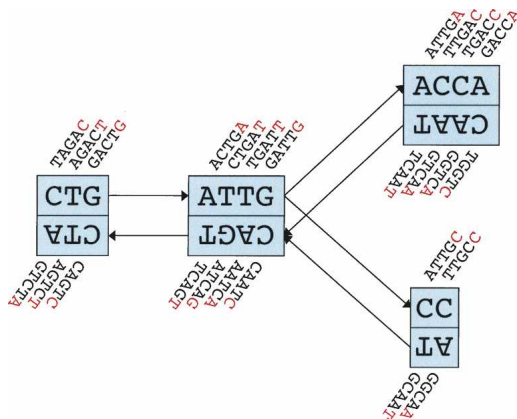 TAGAC
AGACT
GACTG
CTG
CTA
GTCTA
AGTCT
CAGTC
ACTGA
CTGAT
TGATT
GATTG
ATTG
CAGT
TCAGT
ATCAG
AATCA
CAATC
ATTGA
TTGAC
TGACC
GACCA
ACCA
CAAT
TCAAT
GTCAA
GGTCA
TGGTC
ATTGC
TTGCC
CC
AT
GCAAT
GGCAA